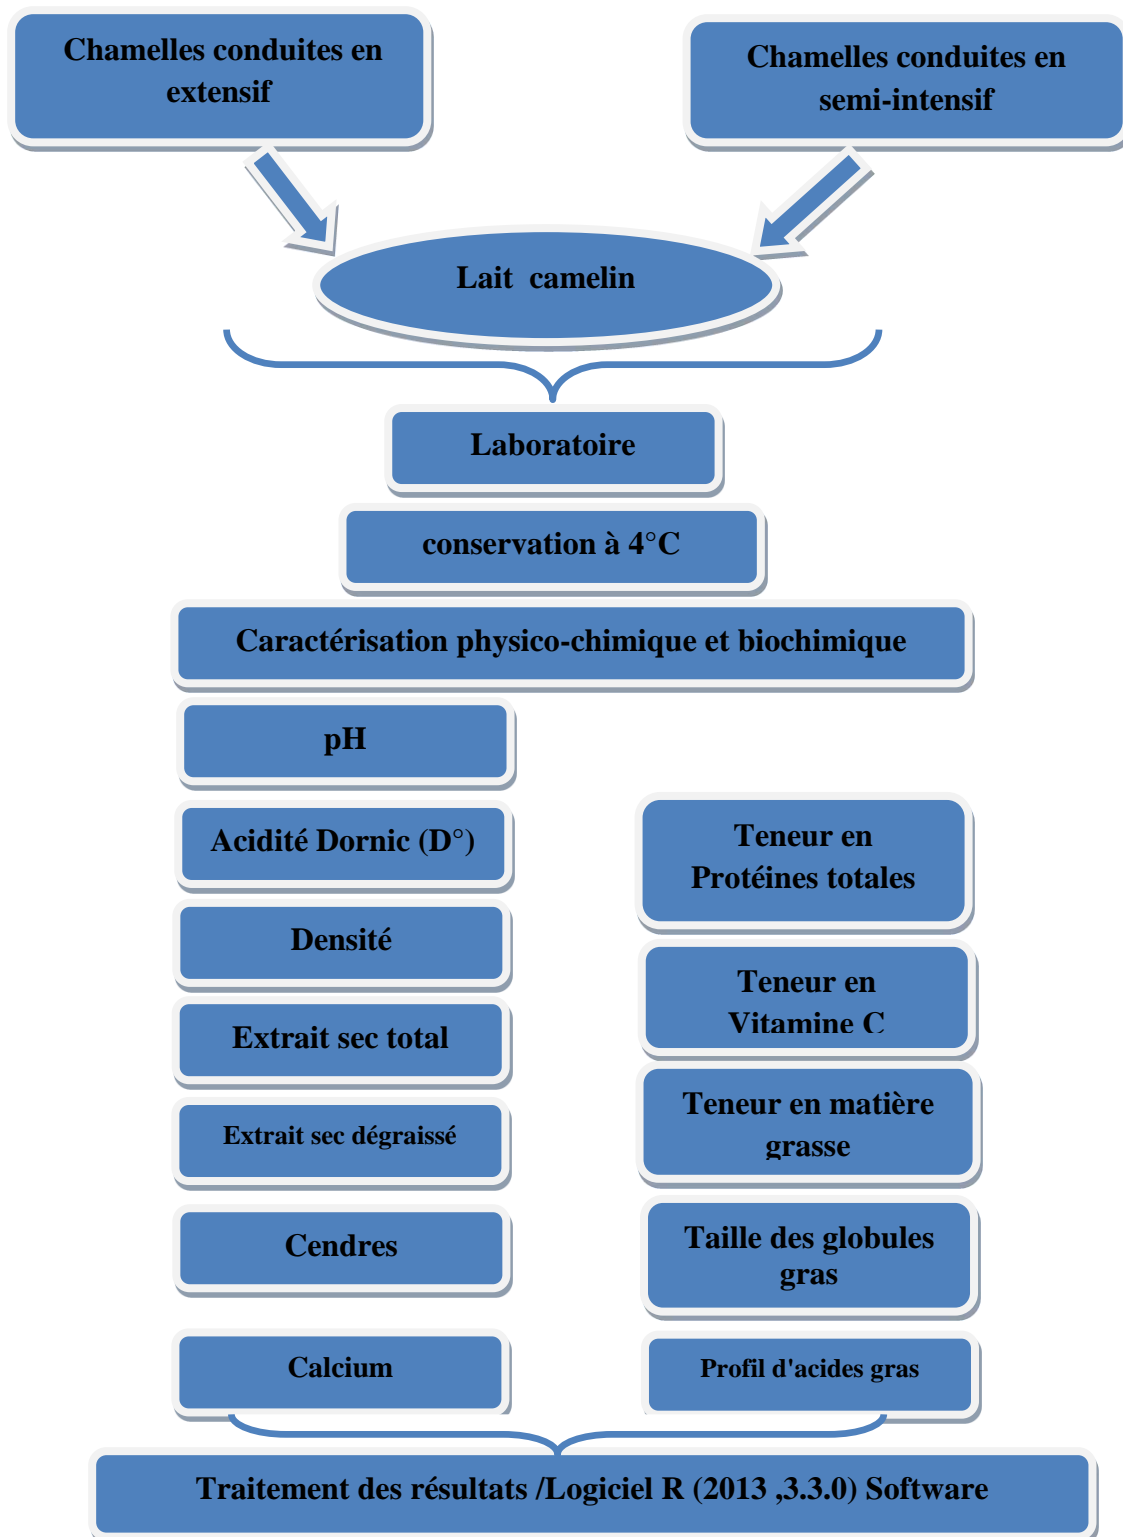 Chamelles conduites en
extensif
Chamelles conduites en
semi-intensif
Lait camelin
Laboratoire
conservation à 4°C
Caractérisation physico-chimique et biochimique
pH
Acidité Dornic (D°)
Densité
Extrait sec total
Extrait sec dégraissé
Cendres
Calcium
Teneur en
Protéines totales
Teneur en
Vitamine C
Teneur en matière
grasse
Taille des globules
gras
Profil d'acides gras
Traitement des résultats /Logiciel R (2013 ,3.3.0) Software